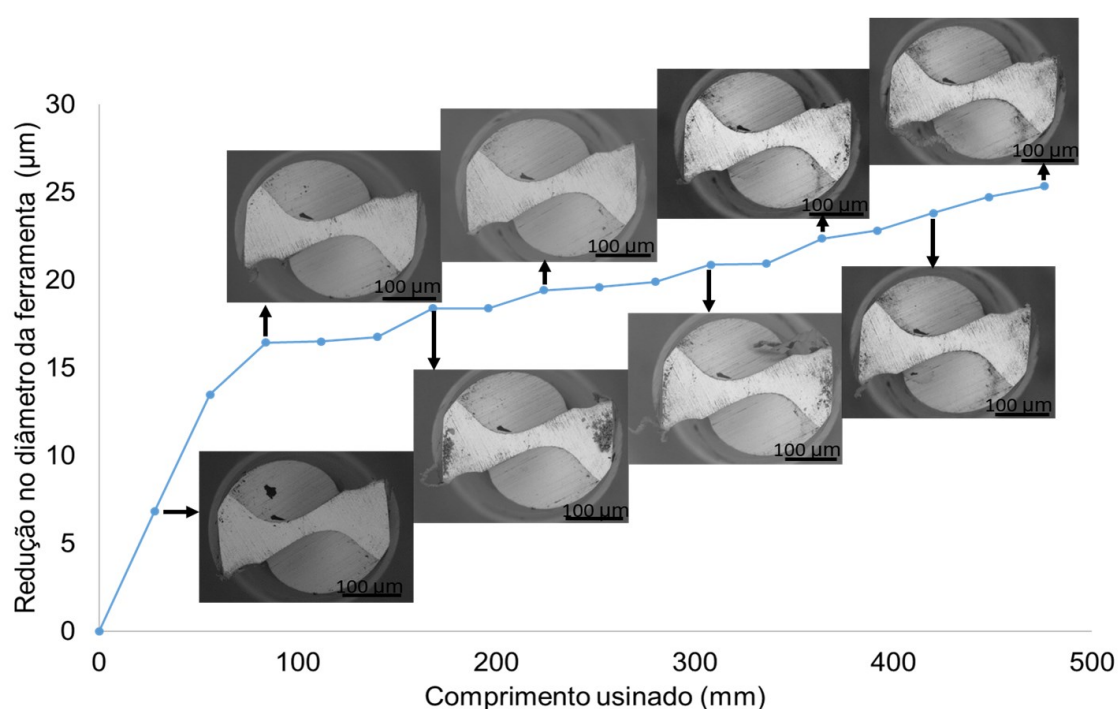 Redução no diâmetro da ferramenta (µm)
30
25
20
15
10
5
0
100 µm
100 µm
100 µm
100 µm
100 µm
100 µm
100 µm
100 µm
0
100
200
300
400
500
Comprimento usinado (mm)